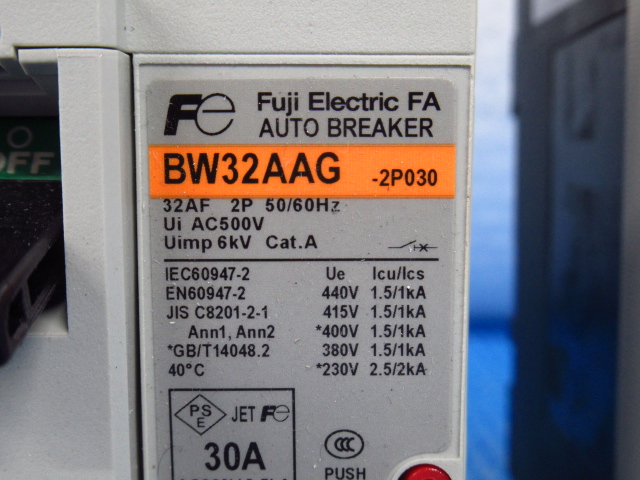 Fe Fuji Electric FA
AUTO BREAKER
BW32AAG -2P030
32AF 2P 50/60Hz
Ui AC500V
Uimp 6kV Cat.A
IEC60947-2 Ue Icu/Ics
EN60947-2 440V 1.5/1kA
JIS C8201-2-1 415V 1.5/1kA
Ann1, Ann2 *400V 1.5/1kA
*GB/T14048.2 380V 1.5/1kA
40°C *230V 2.5/2kA
OFF
PS E JET Fe
30A
CCC
PUSH